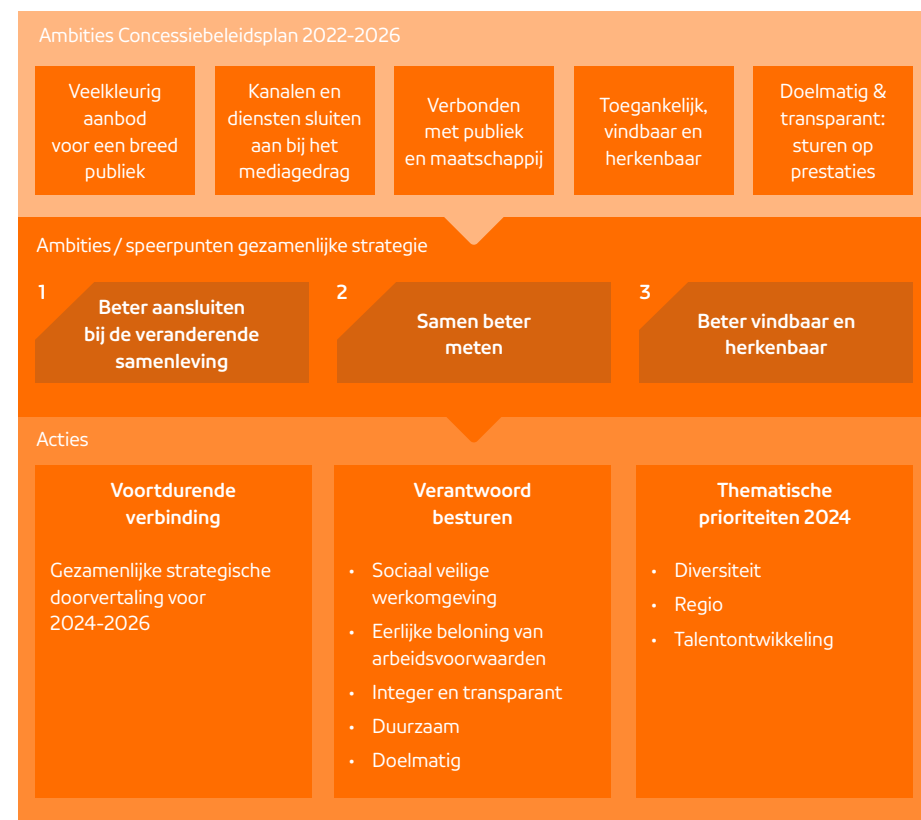 Ambities Concessiebeleidsplan 2022-2026
Veelkleurig
aanbod
voor een breed
publiek
Kanalen en
diensten sluiten
aan bij het
mediagedrag
Verbonden
met publiek
en maatschappij
Toegankelijk,
vindbaar en
herkenbaar
Doelmatig &
transparant:
sturen op
prestaties
Ambities / speerpunten gezamenlijke strategie
1
Beter aansluiten
bij de veranderende
samenleving
2
Samen beter
meten
3
Beter vindbaar en
herkenbaar
Acties
Voortdurende
verbinding
Gezamenlijke strategische
doorvertaling voor
2024-2026
Verantwoord
besturen
• Sociaal veilige
werkomgeving
• Eerlijke beloning van
arbeidsvoorwaarden
• Integer en transparant
• Duurzaam
• Doelmatig
Thematische
prioriteiten 2024
• Diversiteit
• Regio
• Talentontwikkeling